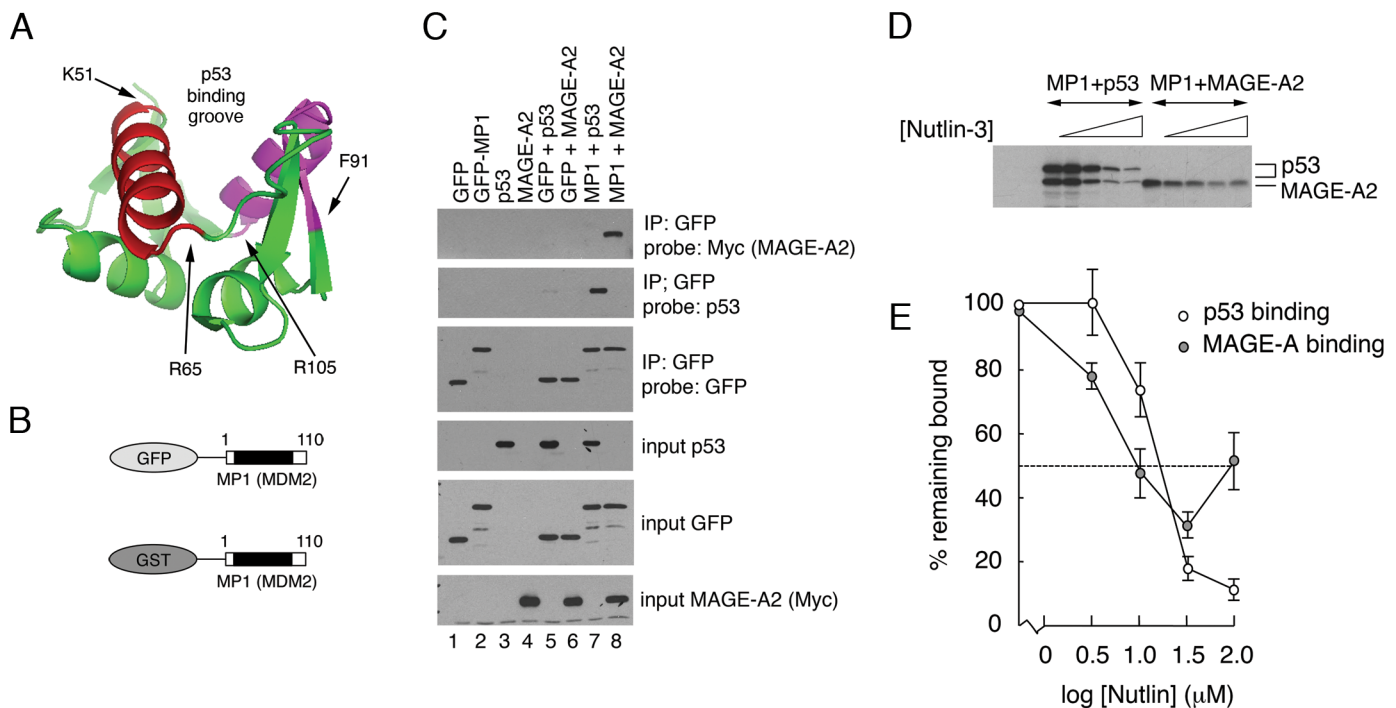 A
K51
p53
binding
groove
F91
R65
R105
B
1
110
GFP
MP1 (MDM2)
1
110
GST
MP1 (MDM2)
C
GFP
GFP-MP1
p53
MAGE-A2
GFP + p53
GFP + MAGE-A2
MP1 + p53
MP1 + MAGE-A2
IP: GFP
probe: Myc (MAGE-A2)
IP; GFP
probe: p53
IP: GFP
probe: GFP
input p53
input GFP
input MAGE-A2 (Myc)
1 2 3 4 5 6 7 8
D
MP1+p53 MP1+MAGE-A2
[Nutlin-3]
p53
MAGE-A2
E
p53 binding
MAGE-A binding
% remaining bound
100
80
60
40
20
0
0 0.5 1.0 1.5 2.0
log [Nutlin] (μM)